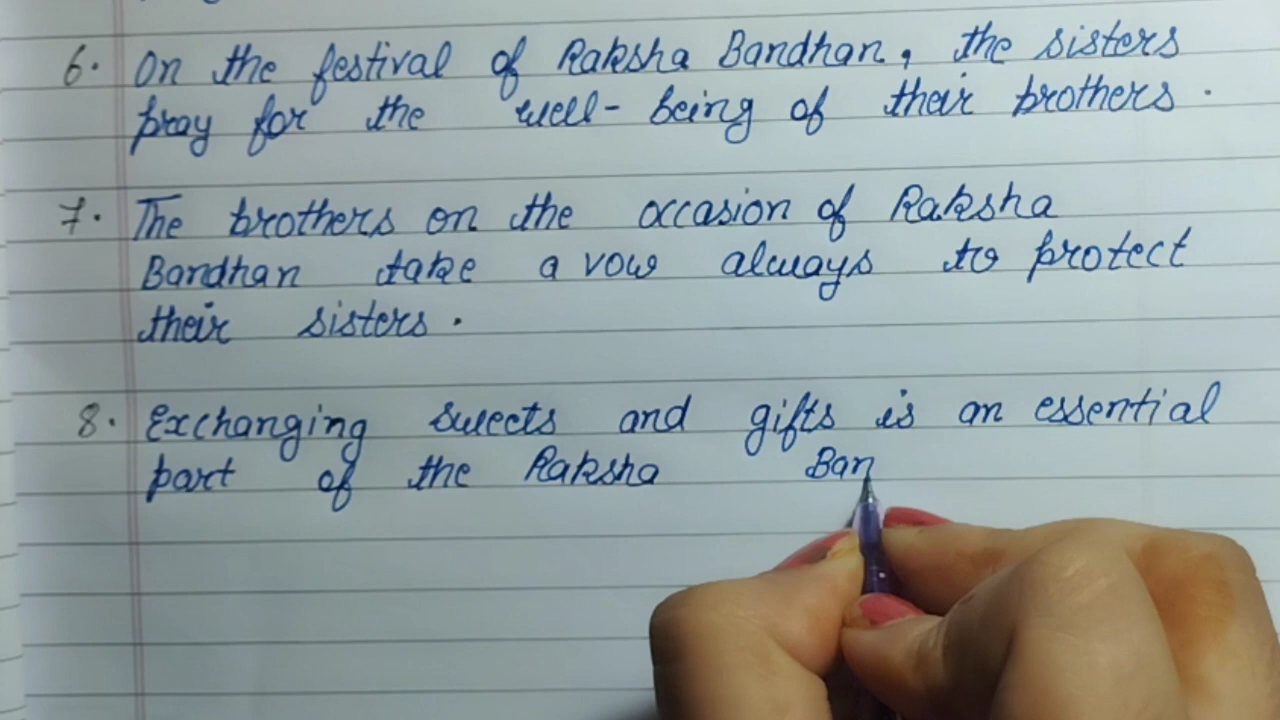 6. On the festival of Raksha Bandhan, the sisters
pray for the well-being of their brothers.
7. The brothers on the occasion of Raksha
Bandhan take a vow always to protect
their sisters.
8. Exchanging sweets and gifts is an essential
part of the Raksha Ban